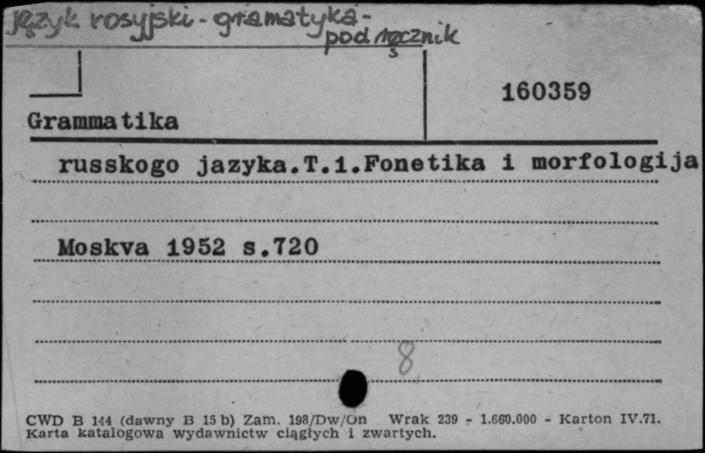 język rosyjski - gramatyka -
podręcznik
160359
Grammatika
russkogo jazyka.T.1.Fonetika i morfologija
Moskva 1952 s.720
8
CWD B 144 (dawny B 15 b) Zam. 198/Dw/On Wrak 239 - 1.660.000 - Karton IV.71.
Karta katalogowa wydawnictw ciągłych i zwartych.